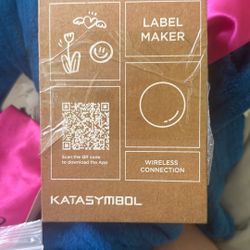 LABEL
MAKER
Scan the QR code
to download the App
WIRELESS
CONNECTION
KATASYMBOL